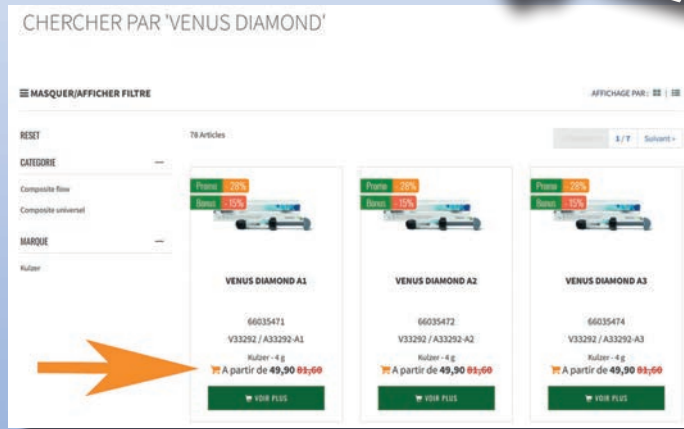 CHERCHER PAR 'VENUS DIAMOND'
MASQUER/AFFICHER FILTRE
AFFICHAGE PAR:
RESET
78 Articles
1 / 7 Suivant »
CATEGORIE
Composite flow
Composite universel
MARQUE
Kulzer
Promo - 28%
Bonus - 15%
VENUS DIAMOND A1
66035471
V33292 / A33292-A1
Kulzer - 4 g
A partir de 49,90 81,60
VOIR PLUS
Promo - 28%
Bonus - 15%
VENUS DIAMOND A2
66035472
V33292 / A33292-A2
Kulzer - 4 g
A partir de 49,90 81,60
VOIR PLUS
Promo - 28%
Bonus - 15%
VENUS DIAMOND A3
66035474
V33292 / A33292-A3
Kulzer - 4 g
A partir de 49,90 81,60
VOIR PLUS